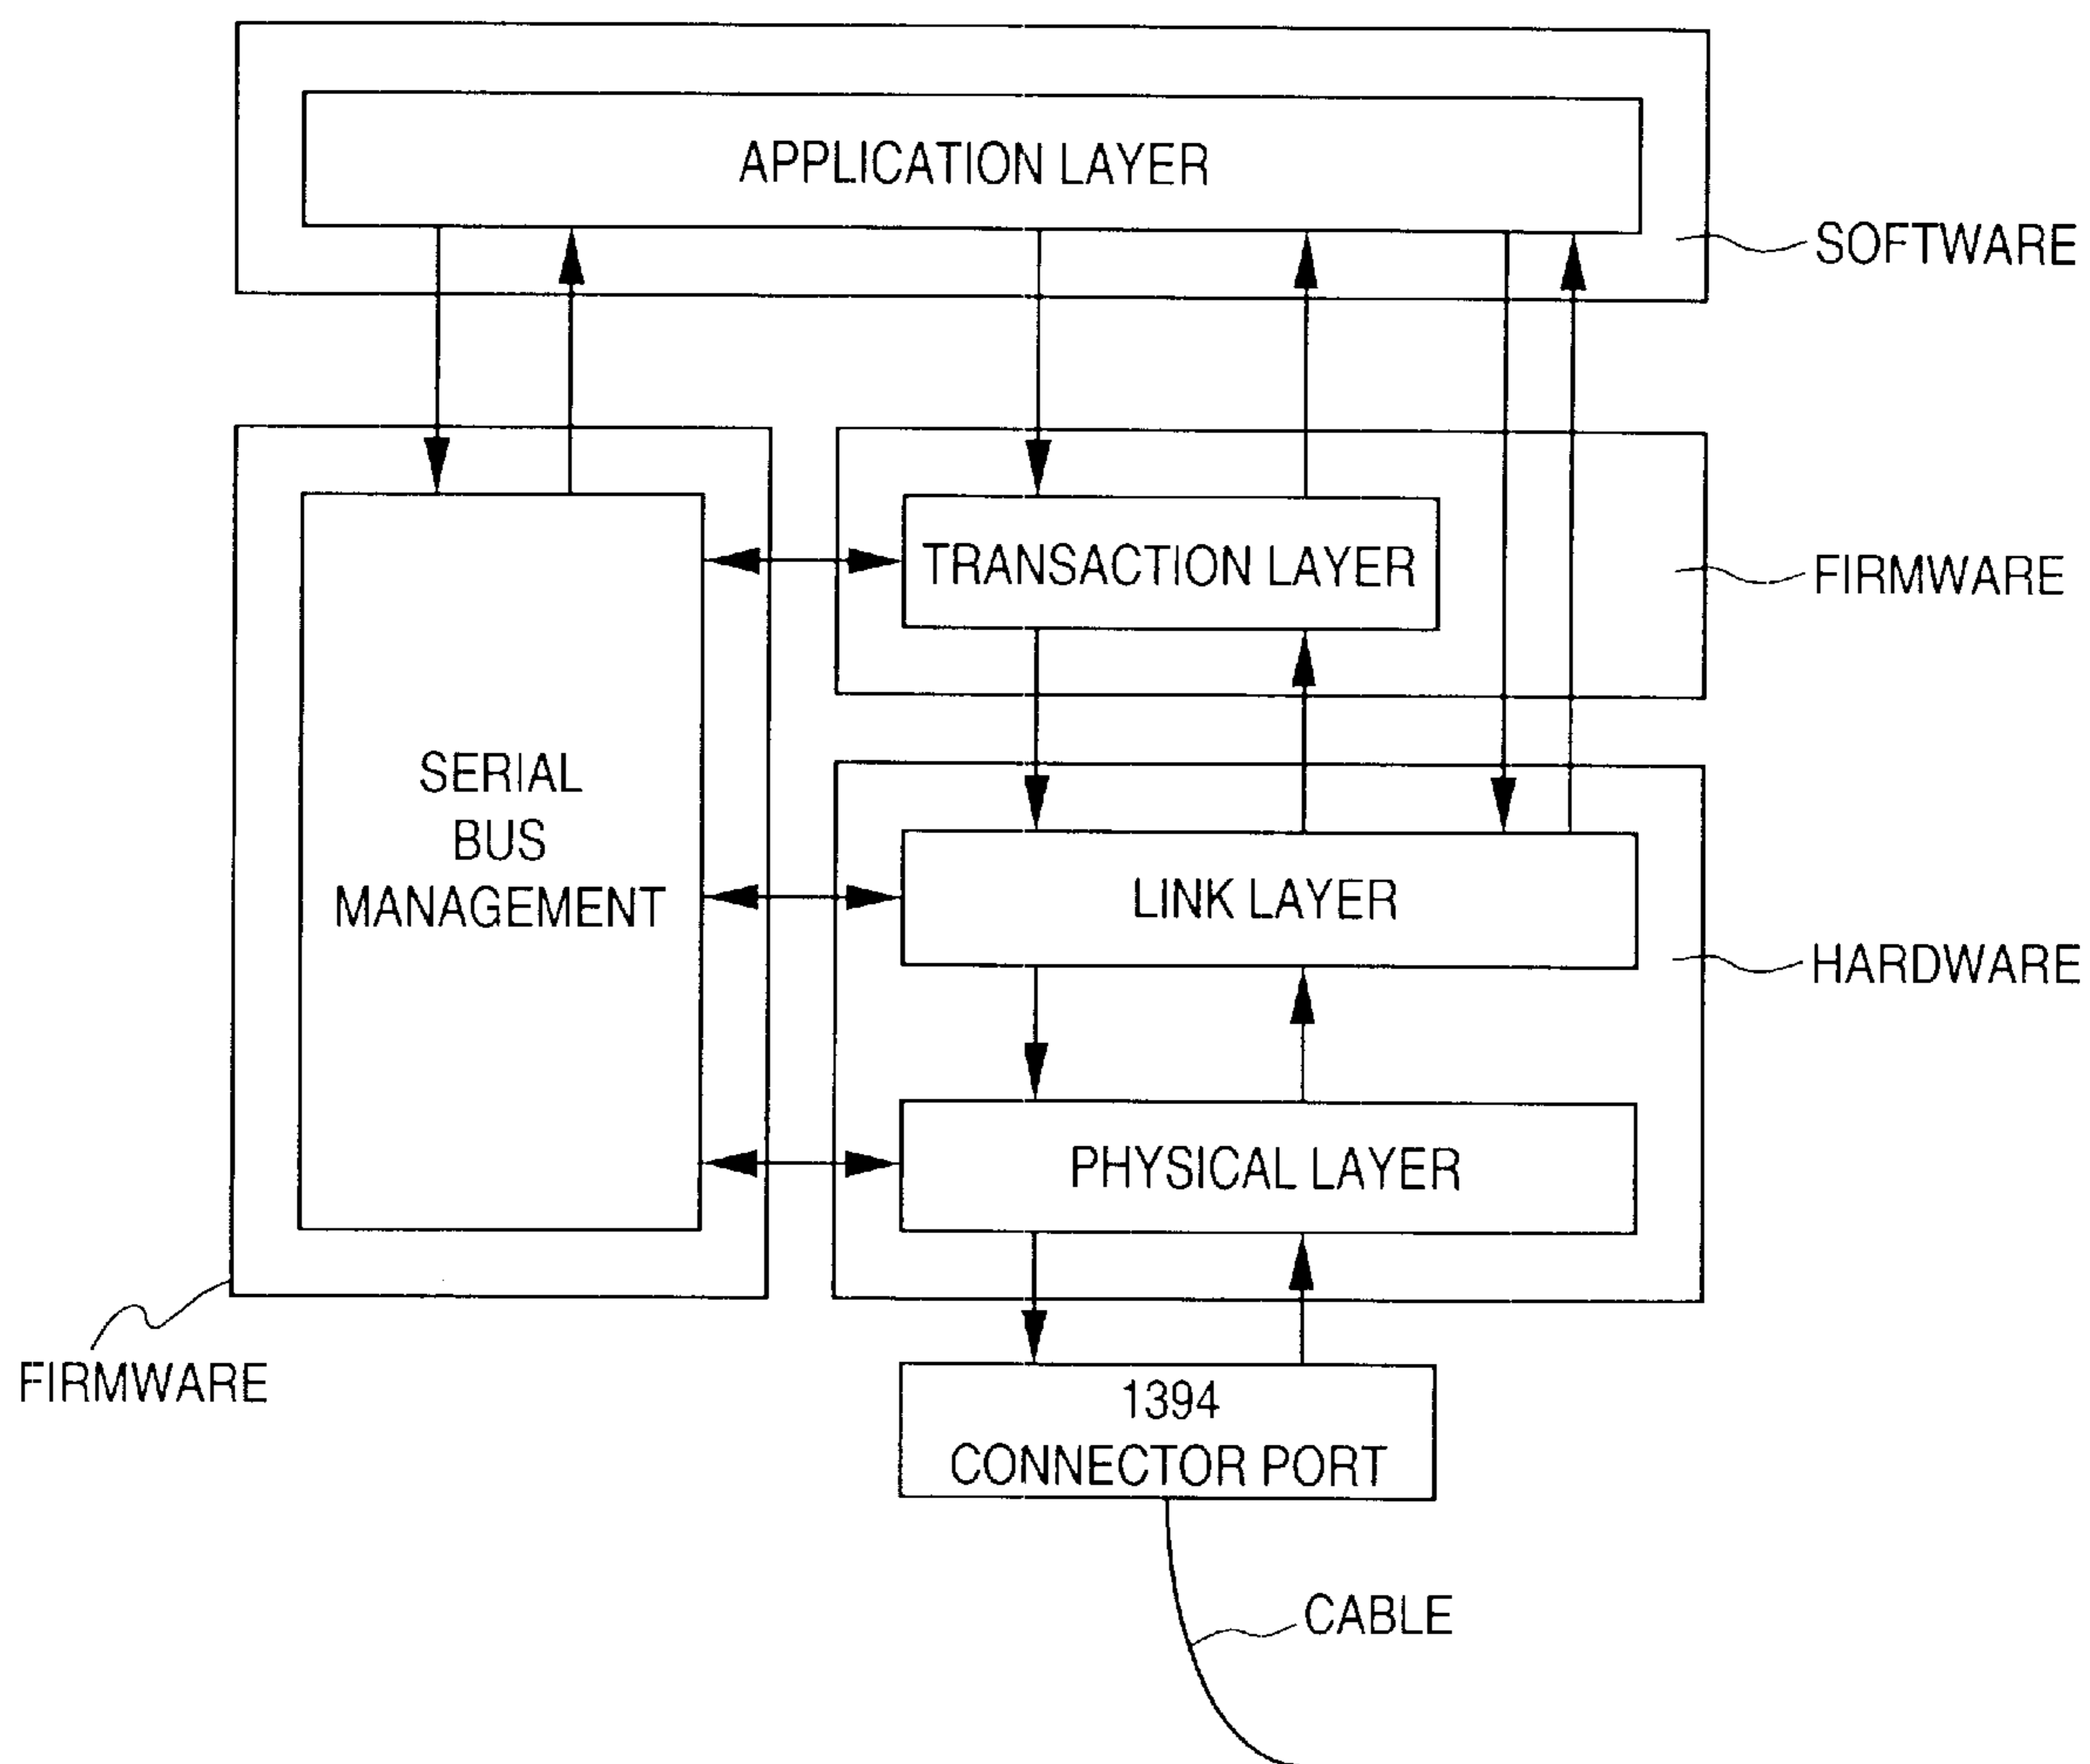 APPLICATION LAYER
SOFTWARE
TRANSACTION LAYER
FIRMWARE
SERIAL
BUS
MANAGEMENT
LINK LAYER
HARDWARE
PHYSICAL LAYER
FIRMWARE
1394
CONNECTOR PORT
CABLE